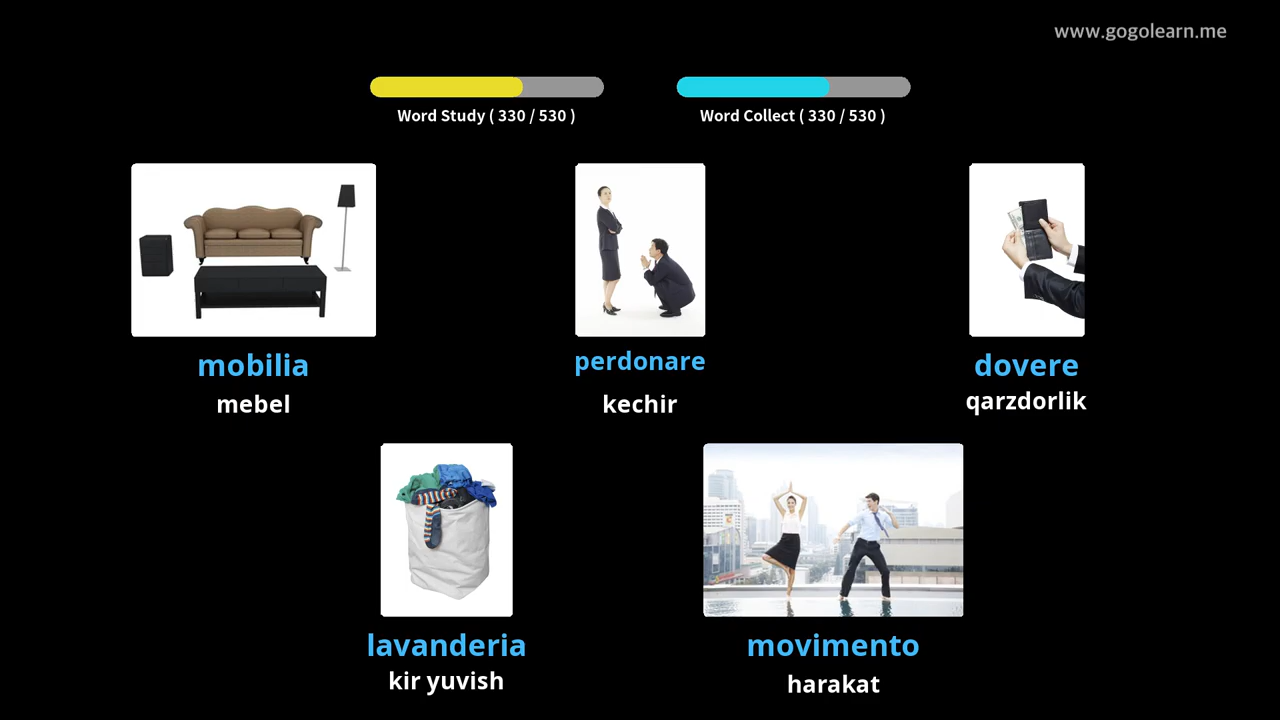 www.gogolearn.me
Word Study ( 330 / 530 )
Word Collect ( 330 / 530 )
mobilia
mebel
perdonare
kechir
dovere
qarzdorlik
lavanderia
kir yuvish
movimento
harakat